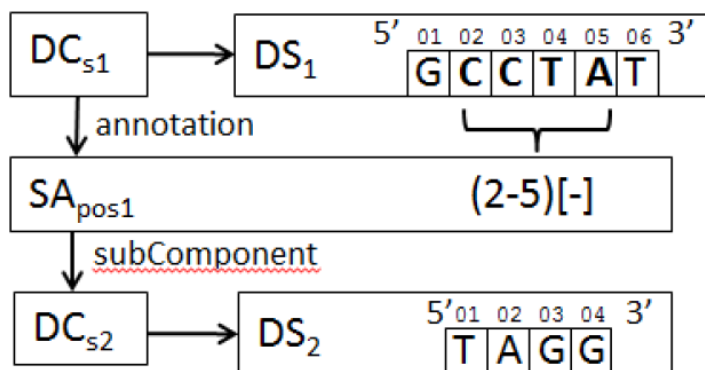 DCs1 DS1 5’ 01 02 03 04 05 06 3’
G C C T A T
annotation
SApos1 (2-5)[-]
subComponent
DCs2 DS2 5’ 01 02 03 04 3’
T A G G